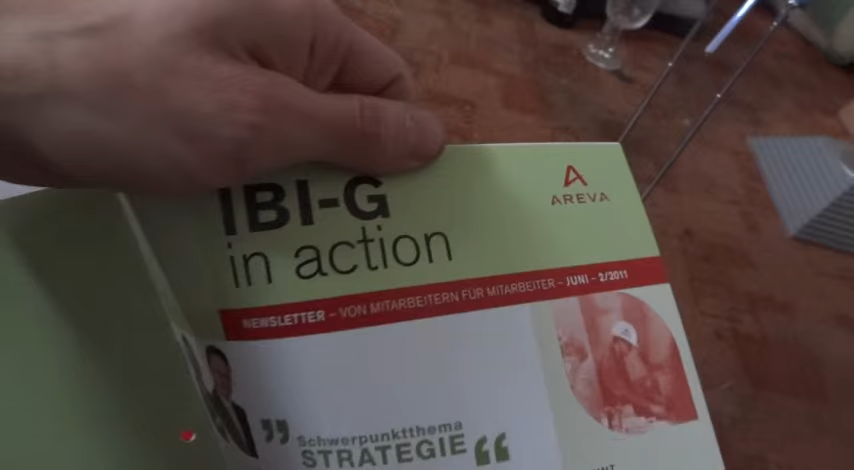 IBI-G
in action
AREVA
NEWSLETTER – VON MITARBEITERN FÜR MITARBEITER – JUNI – 2/2011
„ Schwerpunktthema
STRATEGIE “